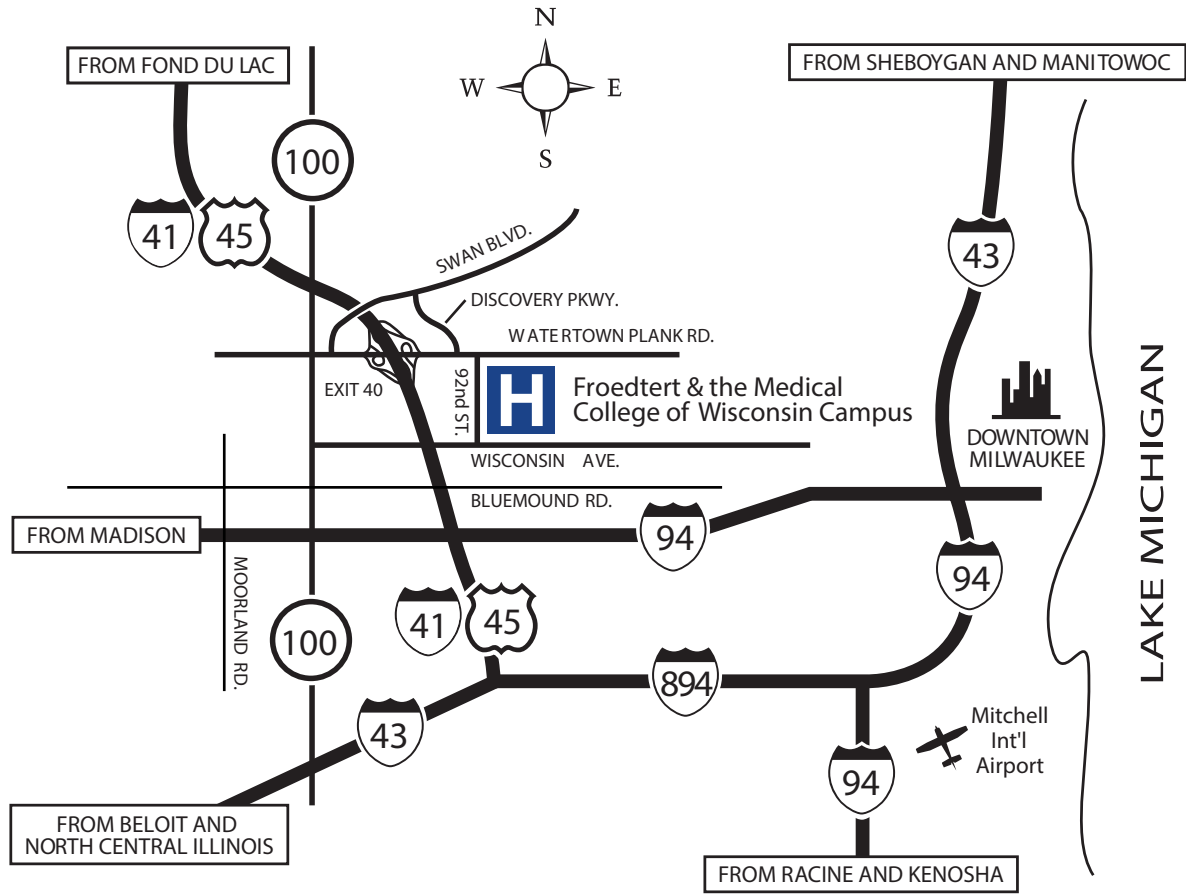 N
FROM FOND DU LAC
FROM SHEBOYGAN AND MANITOWOC
W E
S
100
41
45
43
SWAN BLVD.
DISCOVERY PKWY.
WATERTOWN PLANK RD.
EXIT 40
92nd ST.
H
Froedtert & the Medical
College of Wisconsin Campus
DOWNTOWN
MILWAUKEE
LAKE MICHIGAN
WISCONSIN AVE.
BLUEMOUND RD.
FROM MADISON
94
94
MOORLAND RD.
41
45
100
894
43
Mitchell
Int'l
Airport
94
FROM BELOIT AND
NORTH CENTRAL ILLINOIS
FROM RACINE AND KENOSHA